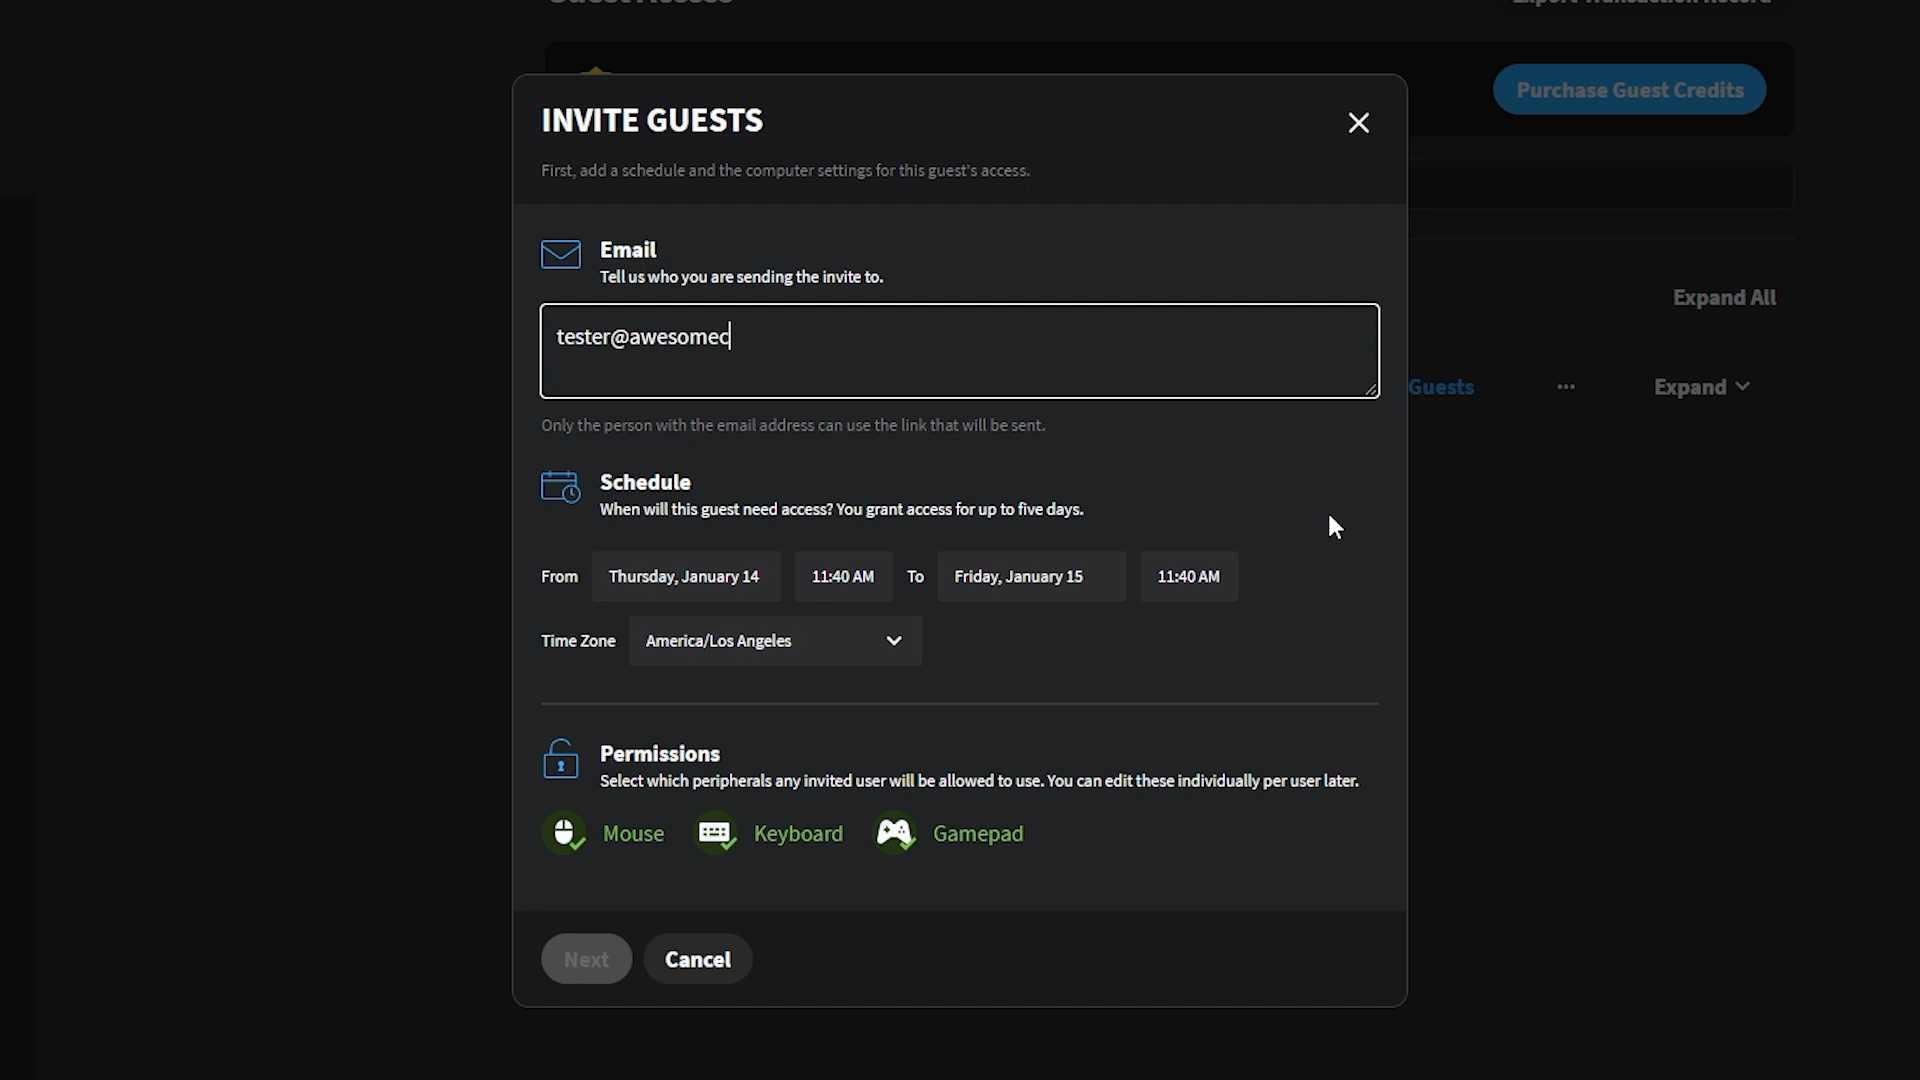 INVITE GUESTS
First, add a schedule and the computer settings for this guest's access.
Purchase Guest Credits
Email
Tell us who you are sending the invite to.
tester@awesomec
Expand All
Guests
Expand
Only the person with the email address can use the link that will be sent.
Schedule
When will this guest need access? You grant access for up to five days.
From Thursday, January 14 11:40 AM To Friday, January 15 11:40 AM
Time Zone America/Los Angeles
Permissions
Select which peripherals any invited user will be allowed to use. You can edit these individually per user later.
Mouse Keyboard Gamepad
Next Cancel